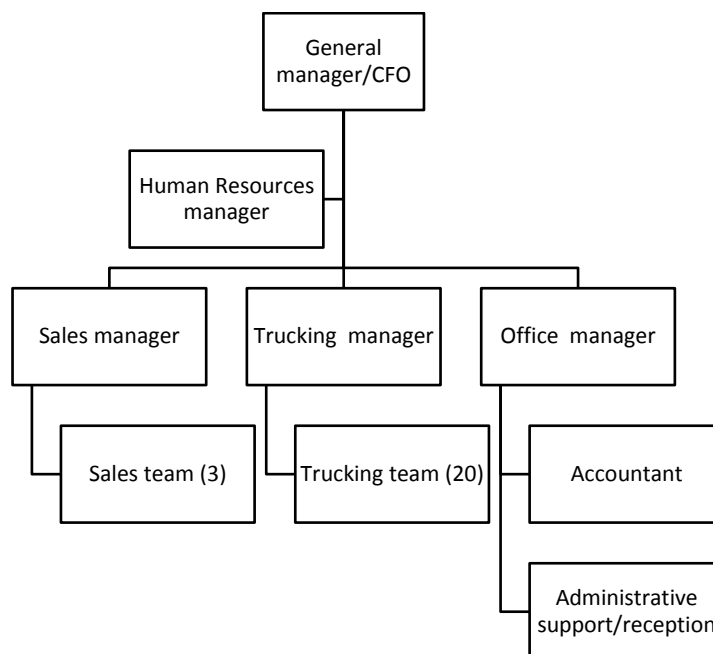 General
manager/CFO
Human Resources
manager
Sales manager
Trucking  manager
Office  manager
Sales team (3)
Trucking team (20)
Accountant
Administrative
support/reception